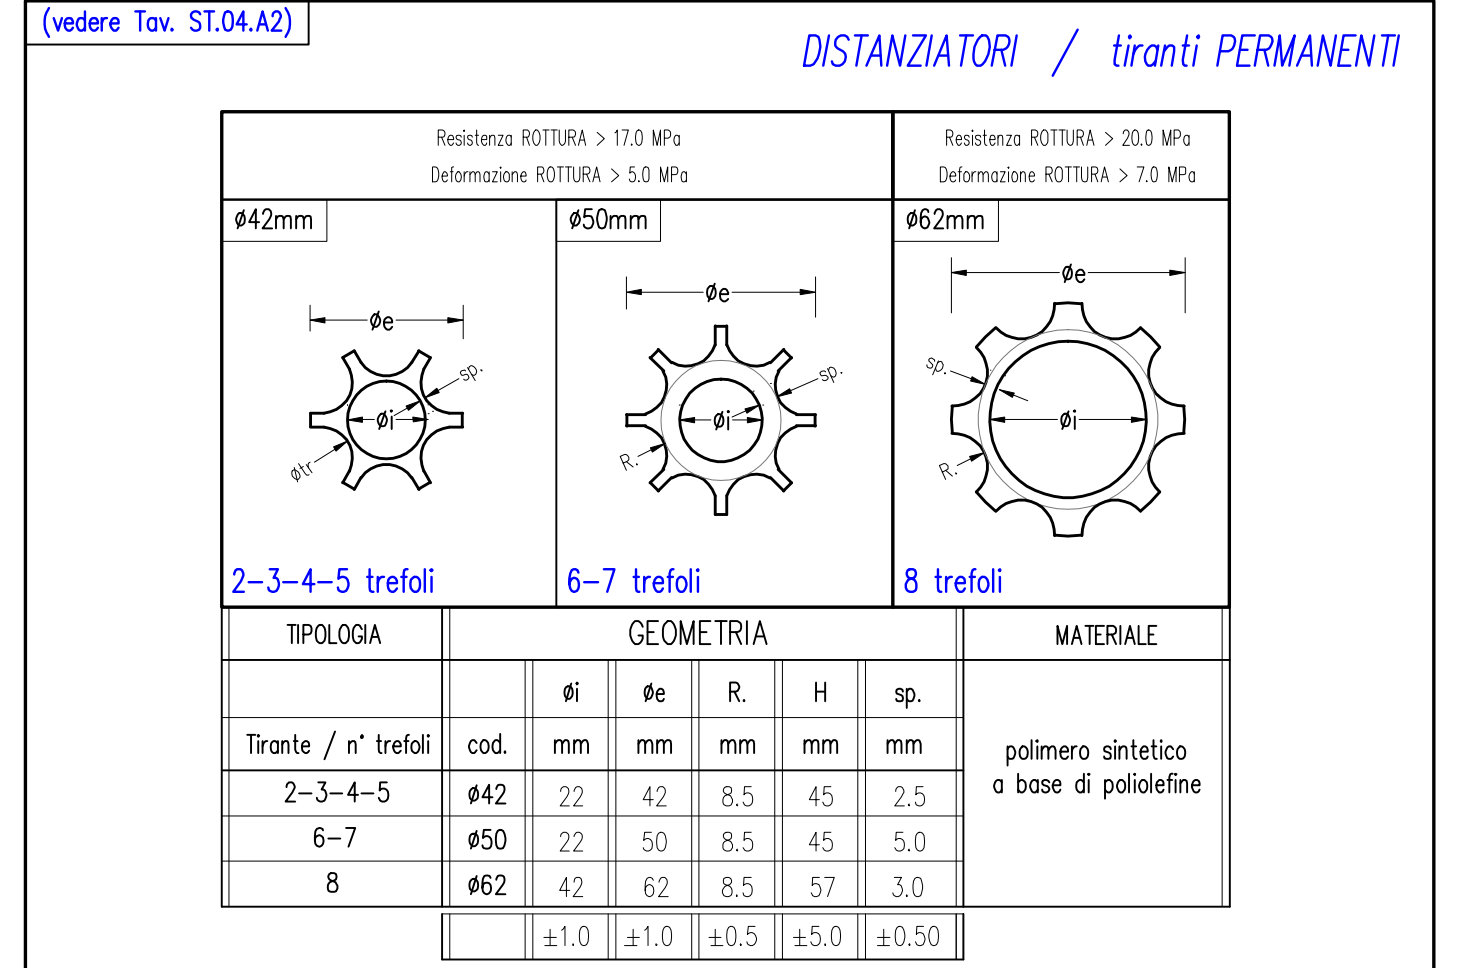 (vedere Tav. ST.04.A2)
DISTANZIATORI / tiranti PERMANENTI
Resistenza ROTTURA > 17.0 MPa
Deformazione ROTTURA > 5.0 MPa
Resistenza ROTTURA > 20.0 MPa
Deformazione ROTTURA > 7.0 MPa
Ø42mm
Øe
sp.
Øi
Øtr
2-3-4-5 trefoli
Ø50mm
Øe
sp.
Øi
R.
6-7 trefoli
Ø62mm
Øe
sp.
Øi
R.
8 trefoli
TIPOLOGIA GEOMETRIA MATERIALE
Øi Øe R. H sp.
Tirante / n° trefoli cod. mm mm mm mm mm
2-3-4-5 Ø42 22 42 8.5 45 2.5
6-7 Ø50 22 50 8.5 45 5.0
8 Ø62 42 62 8.5 57 3.0
±1.0 ±1.0 ±0.5 ±5.0 ±0.50
polimero sintetico
a base di poliolefine